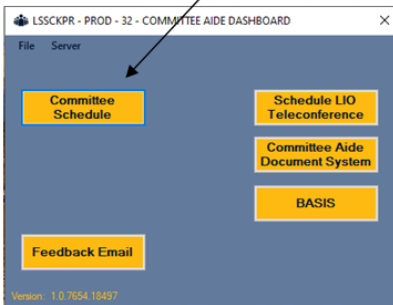 LSSCKPR - PROD - 32 - COMMITTEE AIDE DASHBOARD
File Server
Committee
Schedule
Schedule LIO
Teleconference
Committee Aide
Document System
BASIS
Feedback Email
Version: 1.0.7654.18497